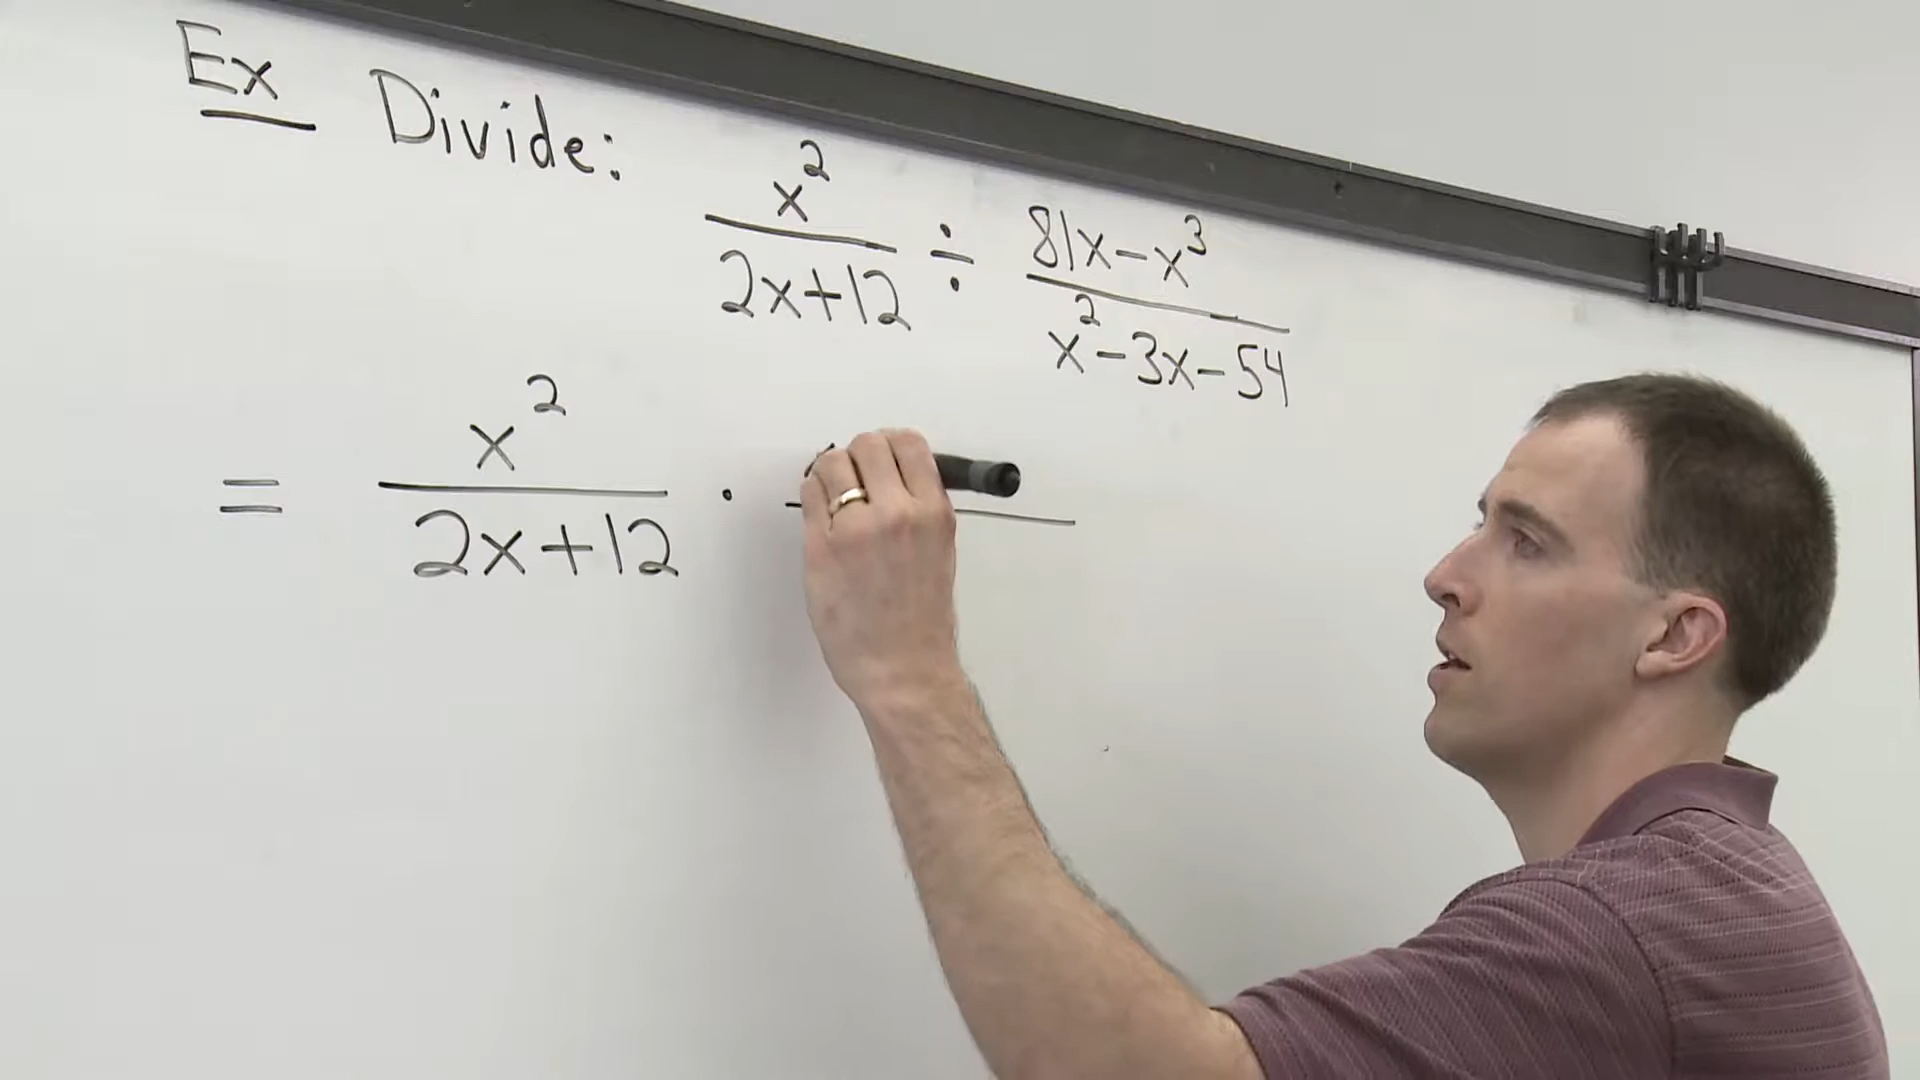 Ex Divide: x²/(2x+12) ÷ (81x-x³)/(x²-3x-54)
= x²/(2x+12) ·